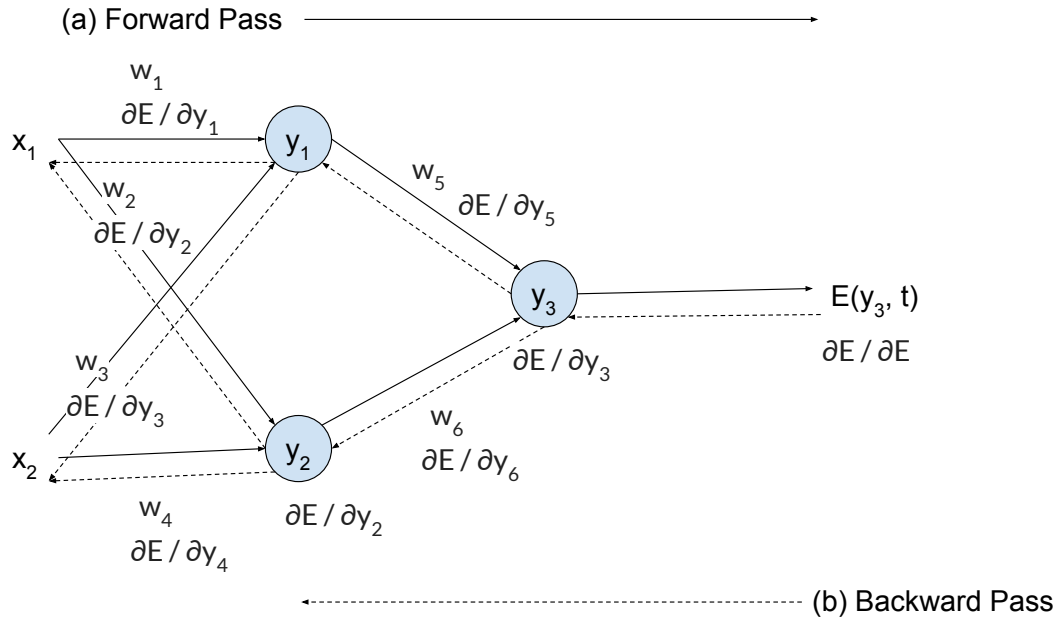 (a) Forward Pass
w₁
∂E / ∂y₁
x₁
y₁
w₂
∂E / ∂y₂
w₅
∂E / ∂y₅
y₃
E(y₃, t)
∂E / ∂E
∂E / ∂y₃
w₃
∂E / ∂y₃
w₆
∂E / ∂y₆
x₂
y₂
w₄
∂E / ∂y₄
∂E / ∂y₂
(b) Backward Pass